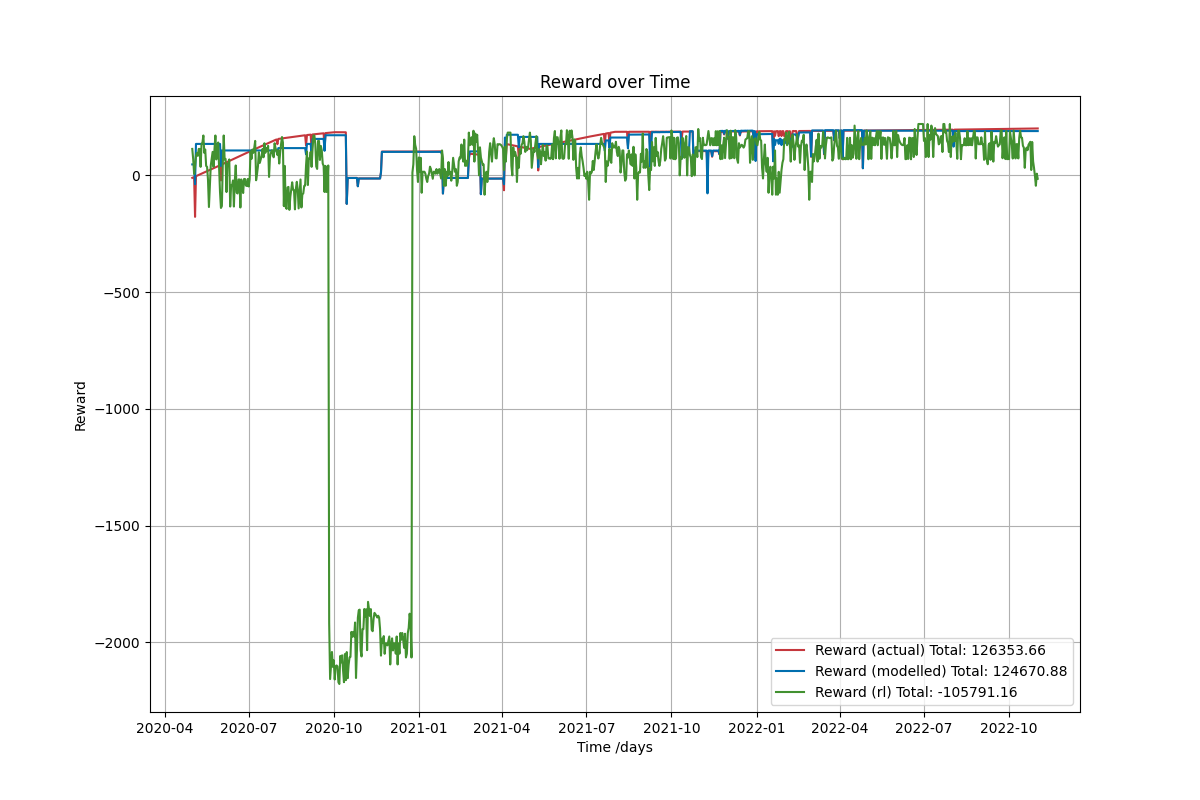 Reward over Time
Reward
0
−500
−1000
−1500
−2000
Reward (actual) Total: 126353.66
Reward (modelled) Total: 124670.88
Reward (rl) Total: -105791.16
2020-04 2020-07 2020-10 2021-01 2021-04 2021-07 2021-10 2022-01 2022-04 2022-07 2022-10
Time /days